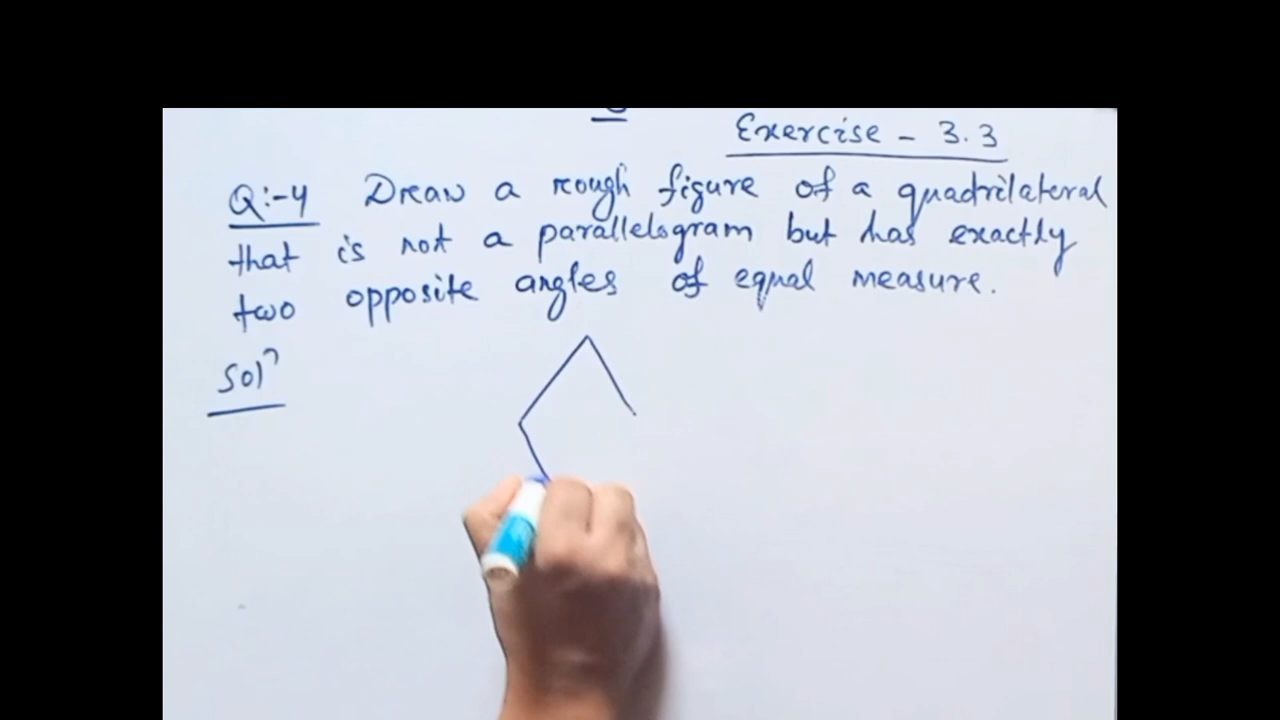 Exercise - 3.3
Q:-4 Draw a rough figure of a quadrilateral
that is not a parallelogram but has exactly
two opposite angles of equal measure.
Solⁿ